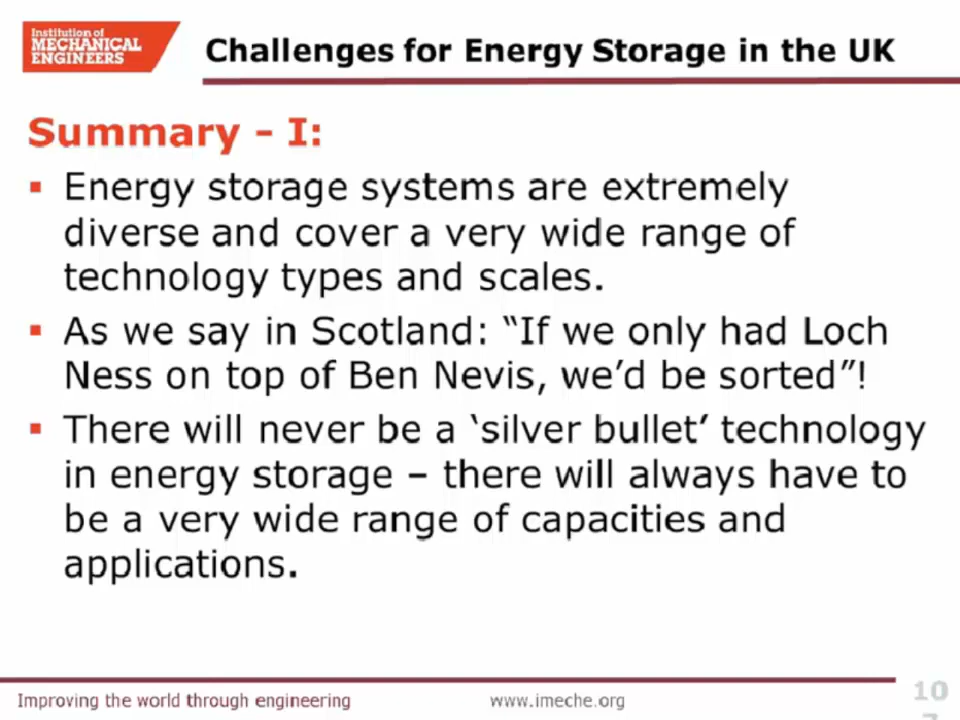 Institution of
MECHANICAL
ENGINEERS
Challenges for Energy Storage in the UK
Summary - I:
▪ Energy storage systems are extremely
diverse and cover a very wide range of
technology types and scales.
▪ As we say in Scotland: “If we only had Loch
Ness on top of Ben Nevis, we’d be sorted”!
▪ There will never be a ‘silver bullet’ technology
in energy storage – there will always have to
be a very wide range of capacities and
applications.
Improving the world through engineering
www.imeche.org
10